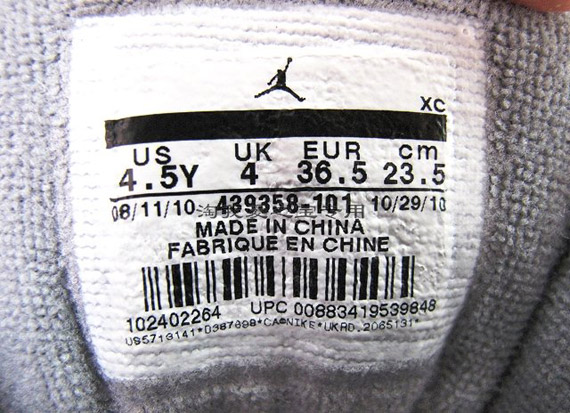 XC
US UK EUR cm
4.5Y 4 36.5 23.5
08/11/10 439358-101 10/29/10
MADE IN CHINA
FABRIQUE EN CHINE
102402264 UPC 00883419539848